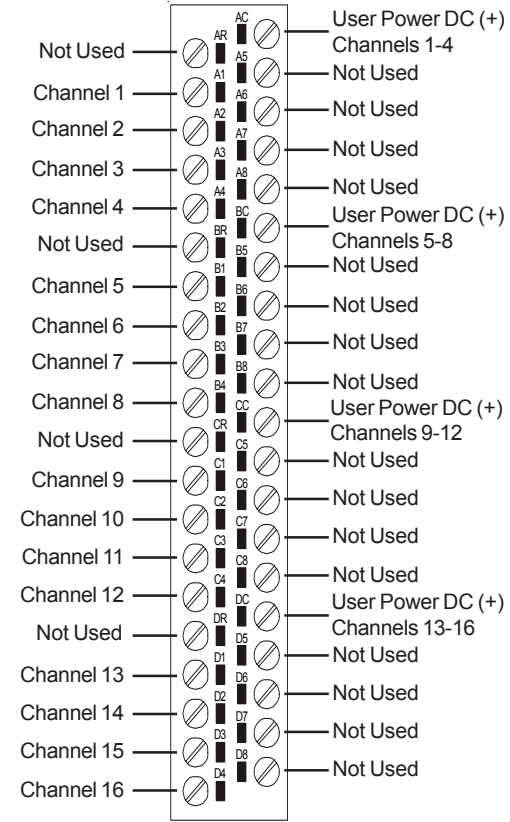 AC
User Power DC (+)
Channels 1-4
Not Used
AR
A5
Not Used
Channel 1
A1
A6
Not Used
Channel 2
A2
A7
Not Used
Channel 3
A3
A8
Not Used
Channel 4
A4
BC
User Power DC (+)
Channels 5-8
Not Used
BR
B5
Not Used
Channel 5
B1
B6
Not Used
Channel 6
B2
B7
Not Used
Channel 7
B3
B8
Not Used
Channel 8
B4
CC
User Power DC (+)
Channels 9-12
Not Used
CR
C5
Not Used
Channel 9
C1
C6
Not Used
Channel 10
C2
C7
Not Used
Channel 11
C3
C8
Not Used
Channel 12
C4
DC
User Power DC (+)
Channels 13-16
Not Used
DR
D5
Not Used
Channel 13
D1
D6
Not Used
Channel 14
D2
D7
Not Used
Channel 15
D3
D8
Not Used
Channel 16
D4